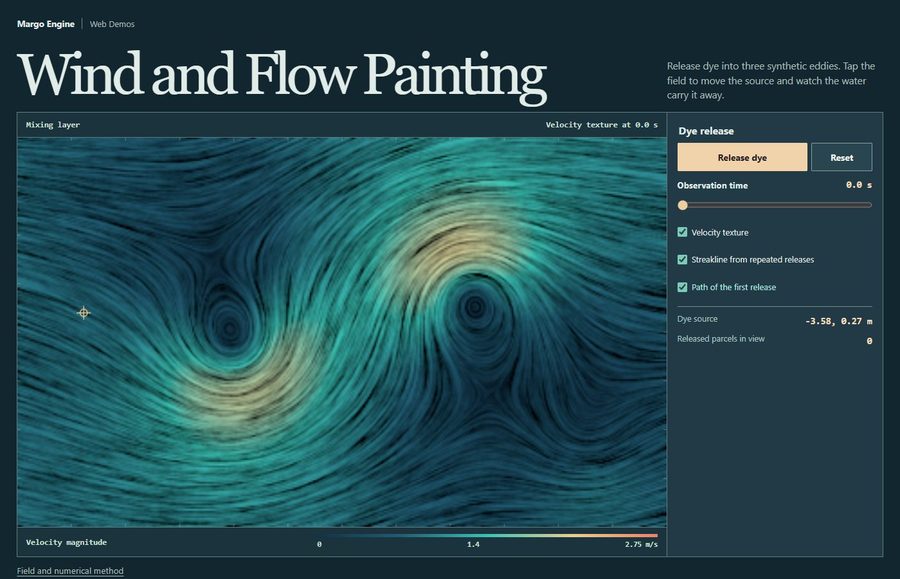 Margo Engine
Web Demos
Wind and Flow Painting
Release dye into three synthetic eddies. Tap the
field to move the source and watch the water
carry it away.
Mixing layer
Velocity texture at 0.0 s
Dye release
Release dye
Reset
Observation time
0.0 s
Velocity texture
Streakline from repeated releases
Path of the first release
Dye source
-3.58, 0.27 m
Released parcels in view
0
Velocity magnitude
0
1.4
2.75 m/s
Field and numerical method